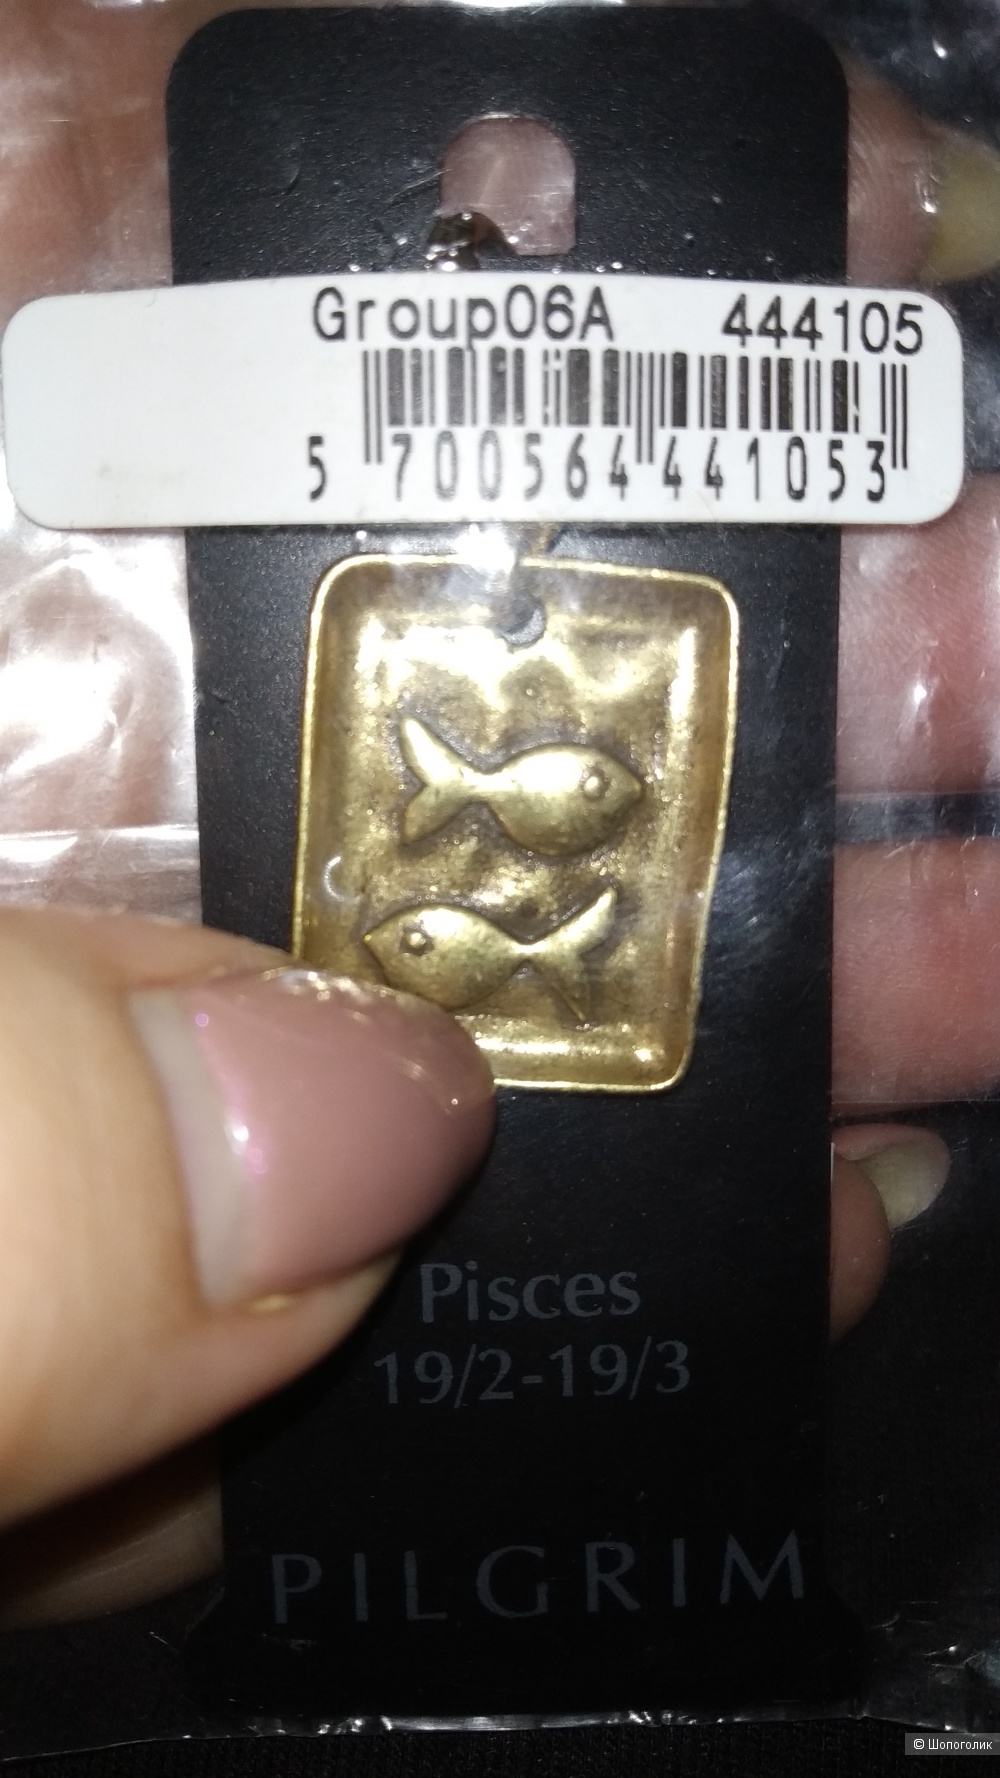 Group06A 444105
5 700564 441053
Pisces
19/2-19/3
PILGRIM
© Шопоголик